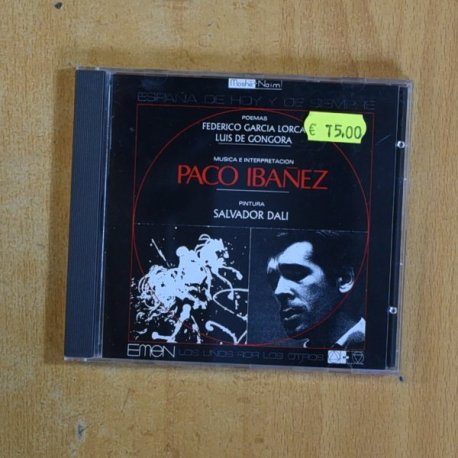 Moshé-Naïm
ESPAÑA DE HOY Y DE SIEMPRE
POEMAS
FEDERICO GARCIA LORCA
LUIS DE GONGORA
€ 75.00
MUSICA E INTERPRETACION
PACO IBAÑEZ
PINTURA
SALVADOR DALI
EMEN LOS UNOS POR LOS OTROS